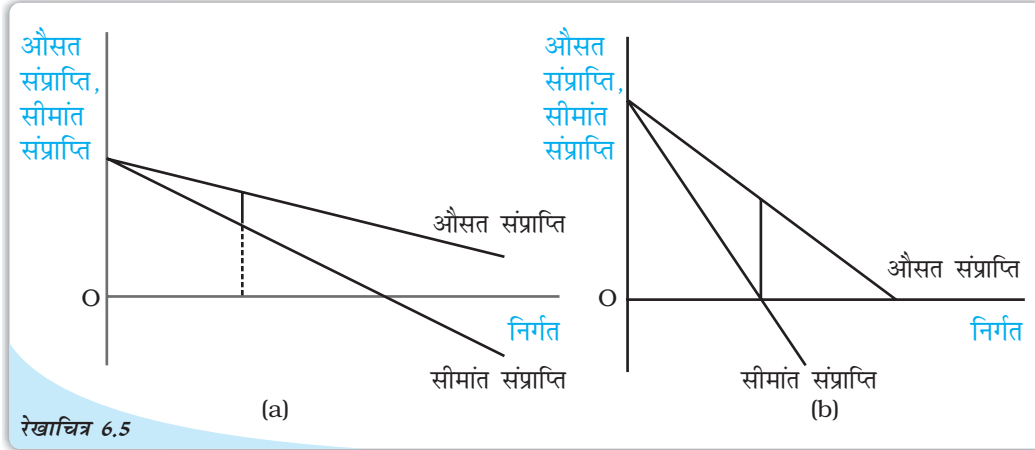 औसत
संप्राप्ति,
सीमांत
संप्राप्ति
औसत संप्राप्ति
O
निर्गत
सीमांत संप्राप्ति
(a)
औसत
संप्राप्ति,
सीमांत
संप्राप्ति
औसत संप्राप्ति
O
निर्गत
सीमांत संप्राप्ति
(b)
रेखाचित्र 6.5